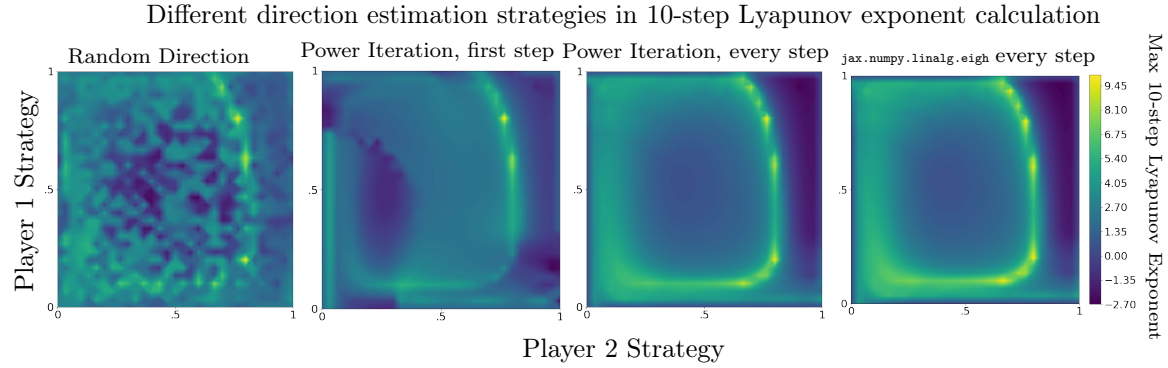 Different direction estimation strategies in 10-step Lyapunov exponent calculation
Random Direction
Power Iteration, first step
Power Iteration, every step
jax.numpy.linalg.eigh every step
Player 1 Strategy
1
.5
0
0 .5 1
1
.5
0
0 .5 1
1
.5
0
0 .5 1
1
.5
0
0 .5 1
9.45
8.10
6.75
5.40
4.05
2.70
1.35
0.00
−1.35
−2.70
Max 10-step Lyapunov Exponent
Player 2 Strategy